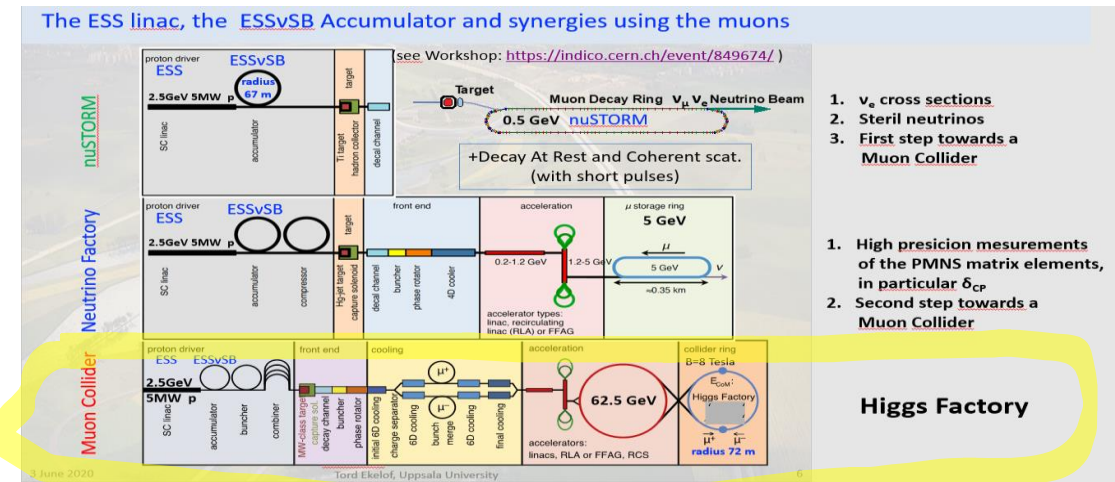 The ESS linac, the ESSνSB Accumulator and synergies using the muons
(see Workshop: https://indico.cern.ch/event/849674/ )
nuSTORM
proton driver
ESS
ESSνSB
radius
67 m
2.5GeV 5MW p
SC linac
accumulator
target
Ti target
hadron collector
decal channel
Target
Muon Decay Ring νμ νe Neutrino Beam
0.5 GeV nuSTORM
+Decay At Rest and Coherent scat.
(with short pulses)
1. νe cross sections
2. Steril neutrinos
3. First step towards a
Muon Collider
Neutrino Factory
proton driver
ESS
ESSνSB
2.5GeV 5MW p
SC linac
accumulator
compressor
target
Hg-jet target
capture solenoid
front end
decal channel
buncher
phase rotator
4D cooler
acceleration
0.2-1.2 GeV
1.2-5 GeV
accelerator types:
linac, recirculating
linac (RLA) or FFAG
μ storage ring
5 GeV
μ
5 GeV
ν
≈0.35 km
1. High presicion mesurements
of the PMNS matrix elements,
in particular δCP
2. Second step towards a
Muon Collider
Muon Collider
proton driver
ESS ESSνSB
2.5GeV
5MW p
SC linac
accumulator
buncher
combiner
front end
MW-class target
capture sol.
decay channel
buncher
phase rotator
cooling
initial 6D cooling
charge separator
μ+
μ−
6D cooling
bunch
merge
6D cooling
final cooling
acceleration
62.5 GeV
accelerators:
linacs, RLA or FFAG, RCS
collider ring
B=8 Tesla
ECoM:
Higgs Factory
μ+ μ−
radius 72 m
Higgs Factory
3 June 2020
Tord Ekelof, Uppsala University
6